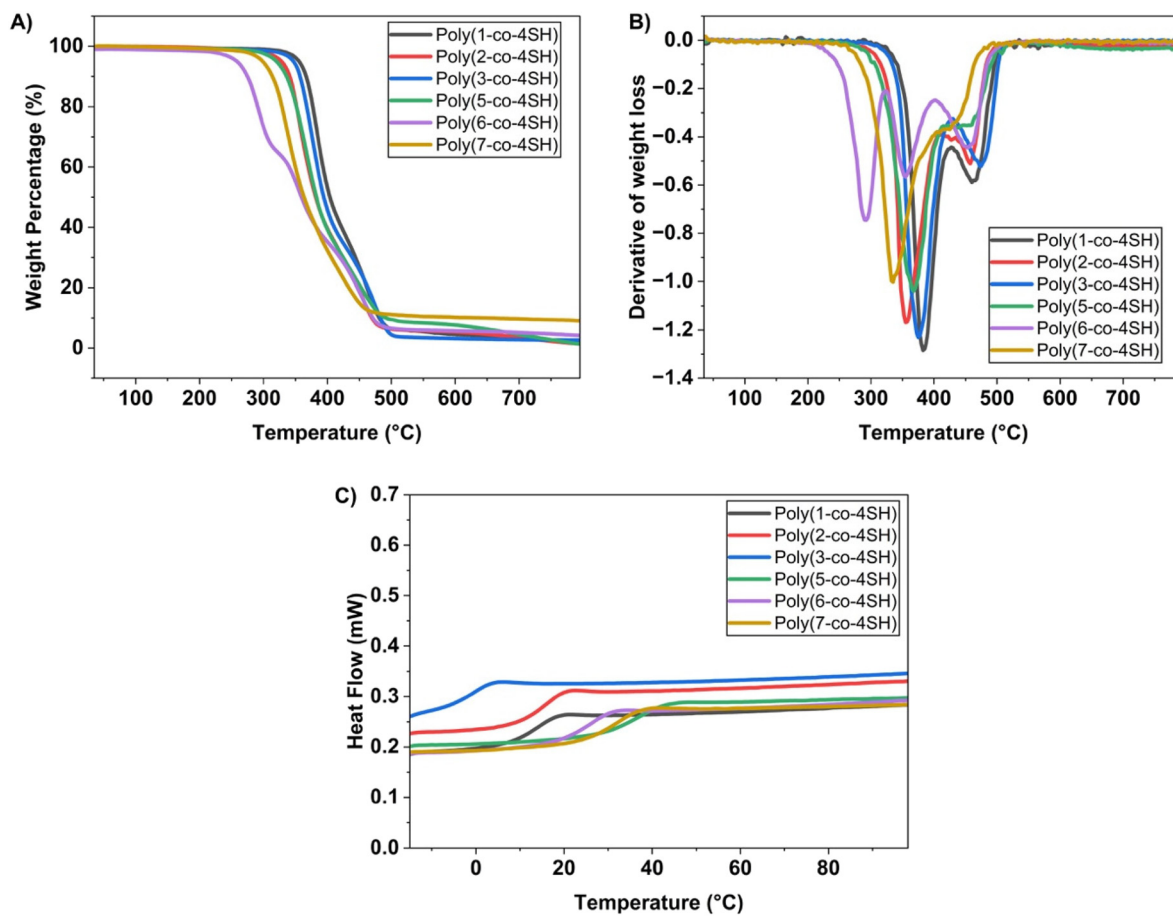 A)
Poly(1-co-4SH)
Poly(2-co-4SH)
Poly(3-co-4SH)
Poly(5-co-4SH)
Poly(6-co-4SH)
Poly(7-co-4SH)
100
80
60
40
20
0
Weight Percentage (%)
100 200 300 400 500 600 700
Temperature (°C)
B)
0.0
−0.2
−0.4
−0.6
−0.8
−1.0
−1.2
−1.4
Derivative of weight loss
Poly(1-co-4SH)
Poly(2-co-4SH)
Poly(3-co-4SH)
Poly(5-co-4SH)
Poly(6-co-4SH)
Poly(7-co-4SH)
100 200 300 400 500 600 700
Temperature (°C)
C)
0.7
0.6
0.5
0.4
0.3
0.2
0.1
0.0
Heat Flow (mW)
Poly(1-co-4SH)
Poly(2-co-4SH)
Poly(3-co-4SH)
Poly(5-co-4SH)
Poly(6-co-4SH)
Poly(7-co-4SH)
0 20 40 60 80
Temperature (°C)